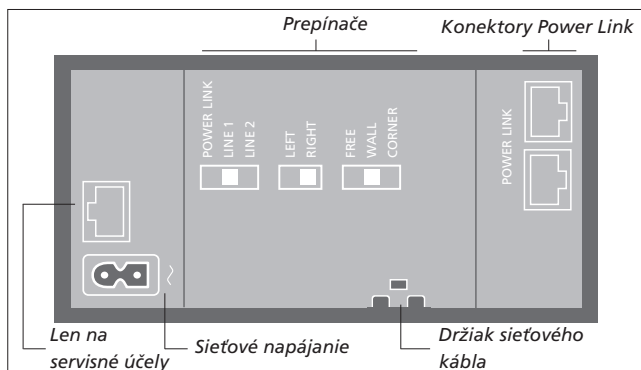 Prepínače
Konektory Power Link
POWER LINK
LINE 1
LINE 2
LEFT
RIGHT
FREE
WALL
CORNER
POWER LINK
Len na
servisné účely
Sieťové napájanie
Držiak sieťového
kábla